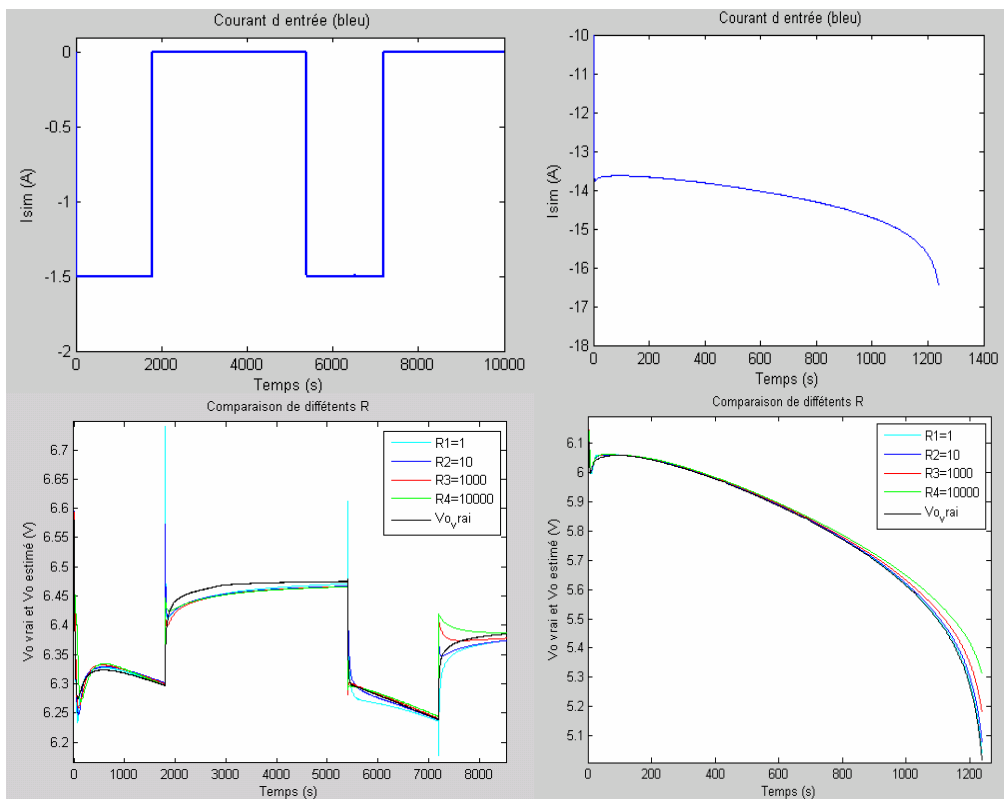 Courant d entrée (bleu)
0
-0.5
-1
-1.5
-2
Isim (A)
0 2000 4000 6000 8000 10000
Temps (s)
Courant d entrée (bleu)
-10
-11
-12
-13
-14
-15
-16
-17
-18
Isim (A)
0 200 400 600 800 1000 1200 1400
Temps (s)
Comparaison de différents R
6.75
6.7
6.65
6.6
6.55
6.5
6.45
6.4
6.35
6.3
6.25
6.2
Vo vrai et Vo estimé (V)
R1=1
R2=10
R3=1000
R4=10000
Vo_vrai
0 1000 2000 3000 4000 5000 6000 7000 8000
Temps (s)
Comparaison de différents R
6.1
6
5.9
5.8
5.7
5.6
5.5
5.4
5.3
5.2
5.1
Vo vrai et Vo estimé (V)
R1=1
R2=10
R3=1000
R4=10000
Vo_vrai
0 200 400 600 800 1000 1200
Temps (s)